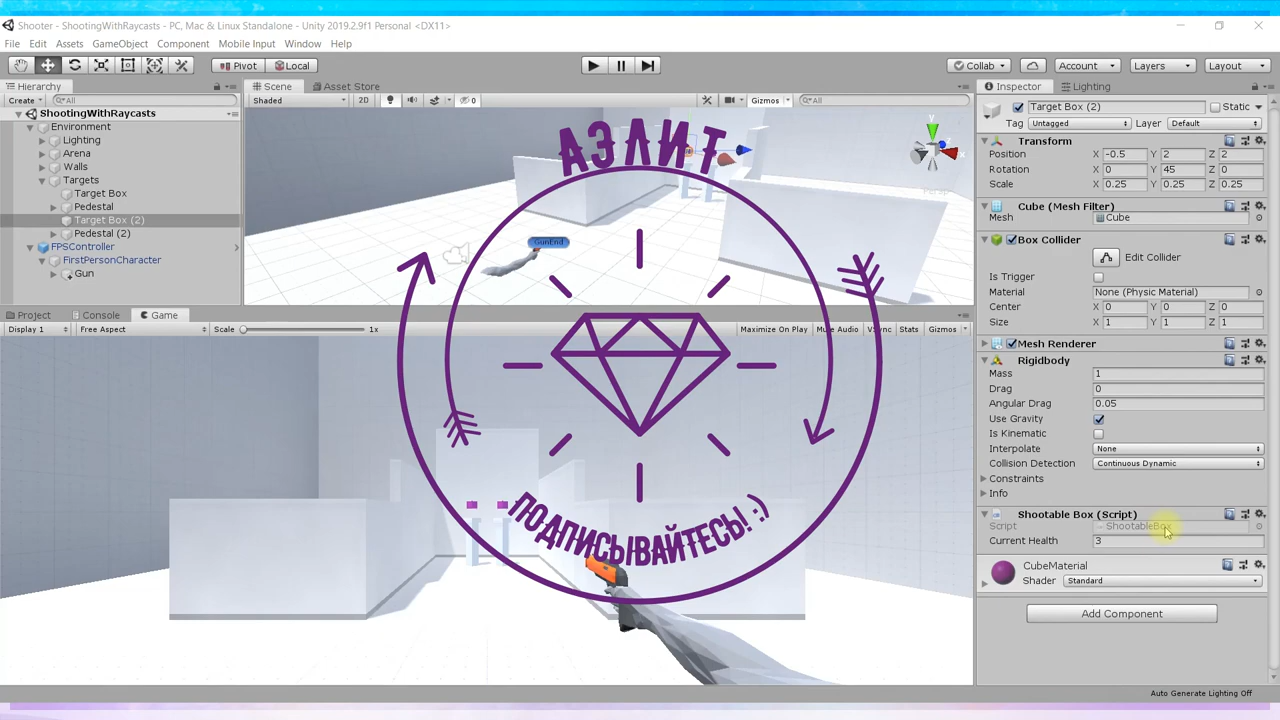 Shooter - ShootingWithRaycasts - PC, Mac & Linux Standalone - Unity 2019.2.9f1 Personal <DX11>
File Edit Assets GameObject Component Mobile Input Window Help
Pivot Local Collab Account Layers Layout
Hierarchy
Create All
ShootingWithRaycasts
Environment
Lighting
Arena
Walls
Targets
Target Box
Pedestal
Target Box (2)
Pedestal (2)
FPSController
FirstPersonCharacter
Gun
Scene Asset Store
Shaded 2D 0 Gizmos All
y
x
Persp
GunEnd
АЭЛИТ
ПОДПИСЫВАЙТЕСЬ! :)
Project Console Game
Display 1 Free Aspect Scale 1x Maximize On Play Mute Audio VSync Stats Gizmos
Inspector Lighting
Target Box (2) Static
Tag Untagged Layer Default
Transform
Position X -0.5 Y 2 Z 2
Rotation X 0 Y 45 Z 0
Scale X 0.25 Y 0.25 Z 0.25
Cube (Mesh Filter)
Mesh Cube
Box Collider
Edit Collider
Is Trigger
Material None (Physic Material)
Center X 0 Y 0 Z 0
Size X 1 Y 1 Z 1
Mesh Renderer
Rigidbody
Mass 1
Drag 0
Angular Drag 0.05
Use Gravity
Is Kinematic
Interpolate None
Collision Detection Continuous Dynamic
Constraints
Info
Shootable Box (Script)
Script ShootableBox
Current Health 3
CubeMaterial
Shader Standard
Add Component
Auto Generate Lighting Off